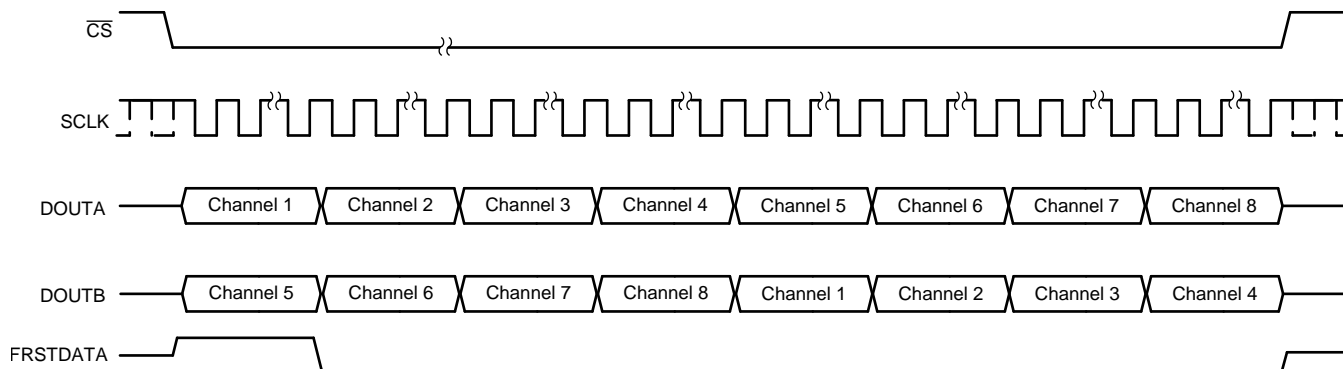 CS
SCLK
DOUTA Channel 1 Channel 2 Channel 3 Channel 4 Channel 5 Channel 6 Channel 7 Channel 8
DOUTB Channel 5 Channel 6 Channel 7 Channel 8 Channel 1 Channel 2 Channel 3 Channel 4
FRSTDATA